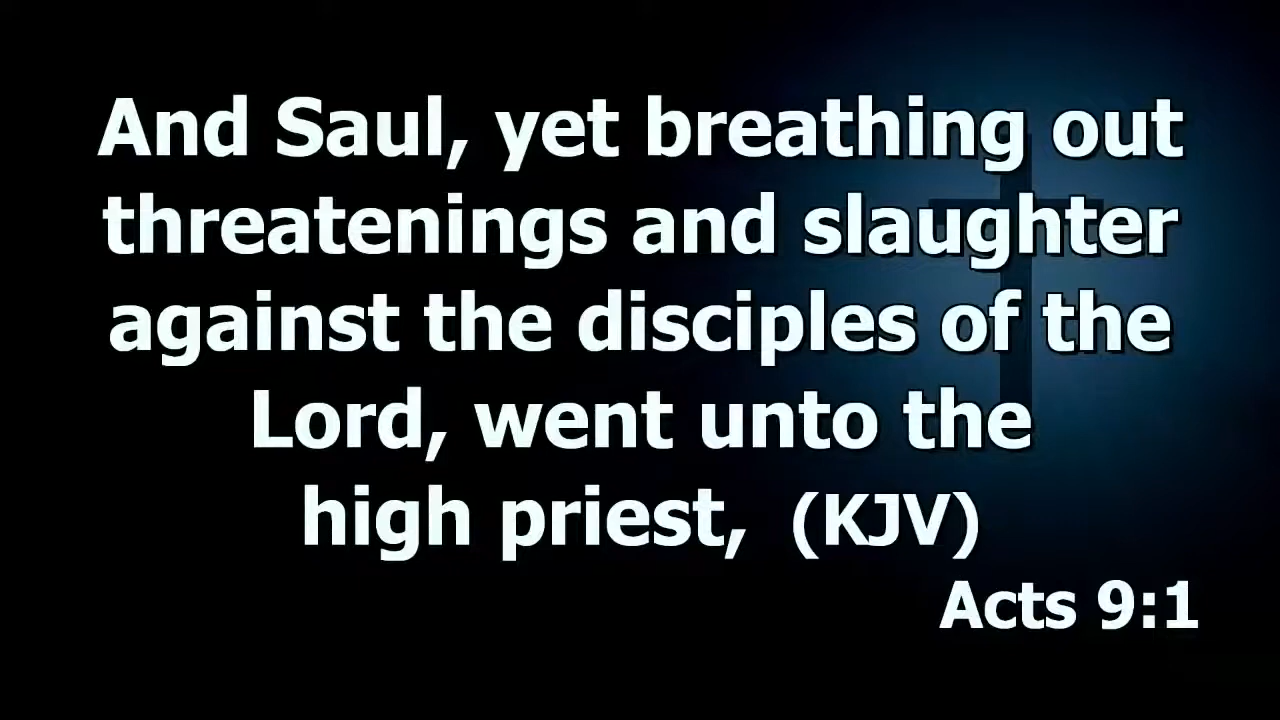 And Saul, yet breathing out
threatenings and slaughter
against the disciples of the
Lord, went unto the
high priest, (KJV)
Acts 9:1